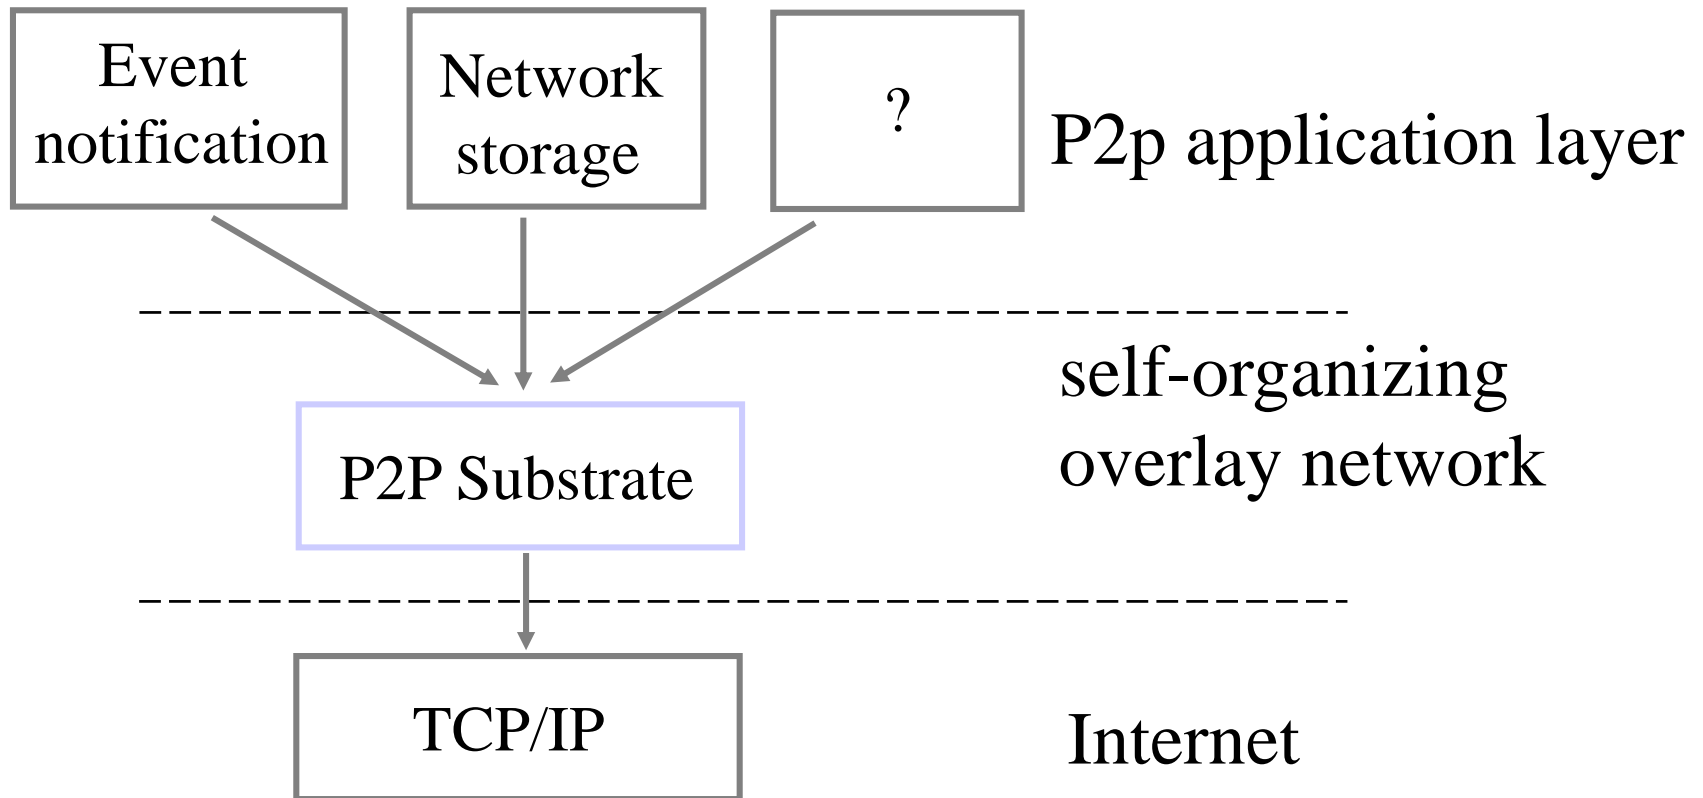 Event
notification
Network
storage
?
P2p application layer
self-organizing
overlay network
P2P Substrate
TCP/IP
Internet